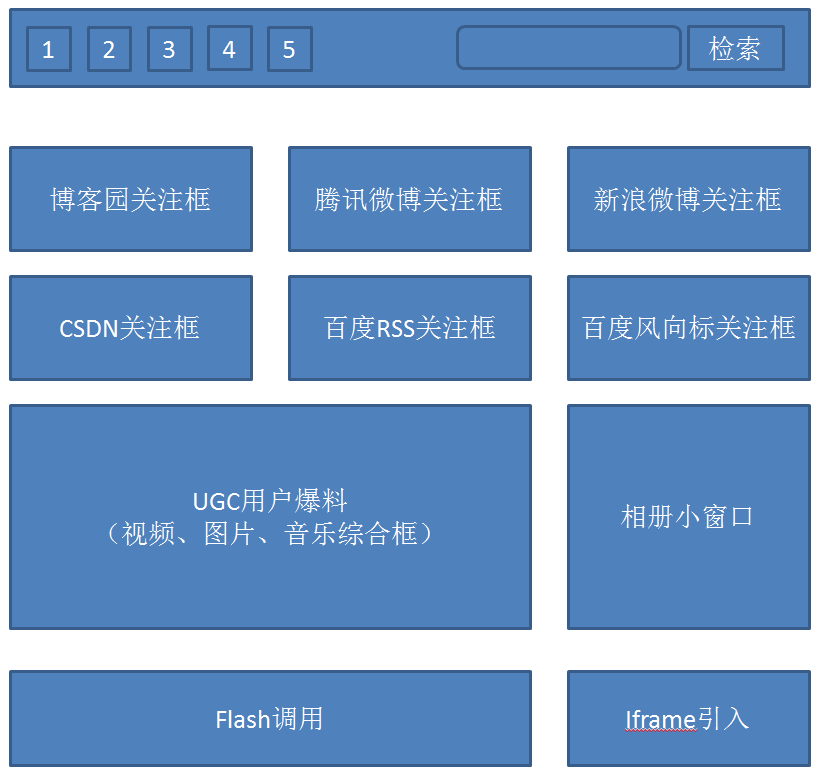 1 2 3 4 5 检索
博客园关注框 腾讯微博关注框 新浪微博关注框
CSDN关注框 百度RSS关注框 百度风向标关注框
UGC用户爆料
（视频、图片、音乐综合框）
相册小窗口
Flash调用 Iframe引入